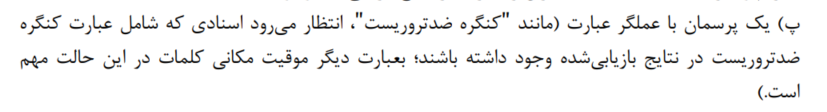 پ) یک پرسمان با عملگر عبارت (مانند "کنگره ضدتروریست"، انتظار می‌رود اسنادی که شامل عبارت کنگره
ضدتروریست در نتایج بازیابی‌شده وجود داشته باشند؛ بعبارت دیگر موقیت مکانی کلمات در این حالت مهم
است.)